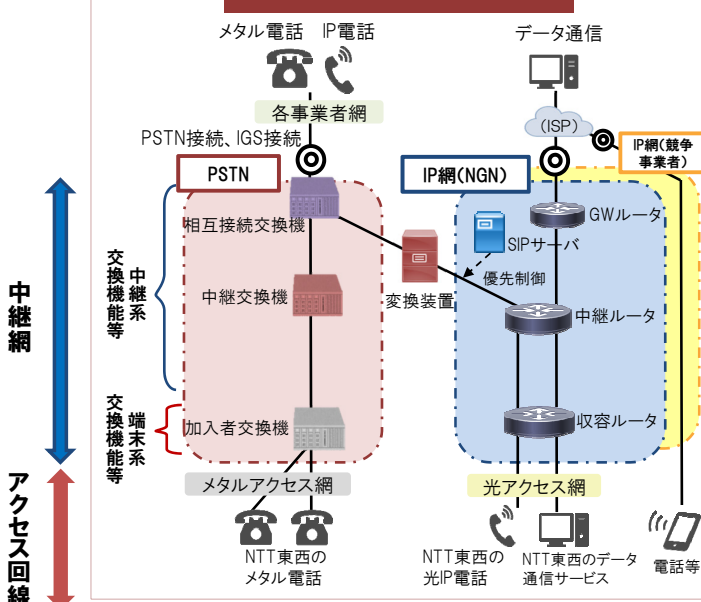 メタル電話 IP電話
データ通信
各事業者網
(ISP)
PSTN接続、IGS接続
IP網(競争
事業者)
PSTN
IP網(NGN)
GWルータ
相互接続交換機
SIPサーバ
優先制御
中継系
交換機能等
中継交換機
変換装置
中継ルータ
中継網
端末系
交換機能等
加入者交換機
収容ルータ
メタルアクセス網
光アクセス網
アクセス回線
NTT東西の
メタル電話
NTT東西の
光IP電話
NTT東西のデータ
通信サービス
電話等